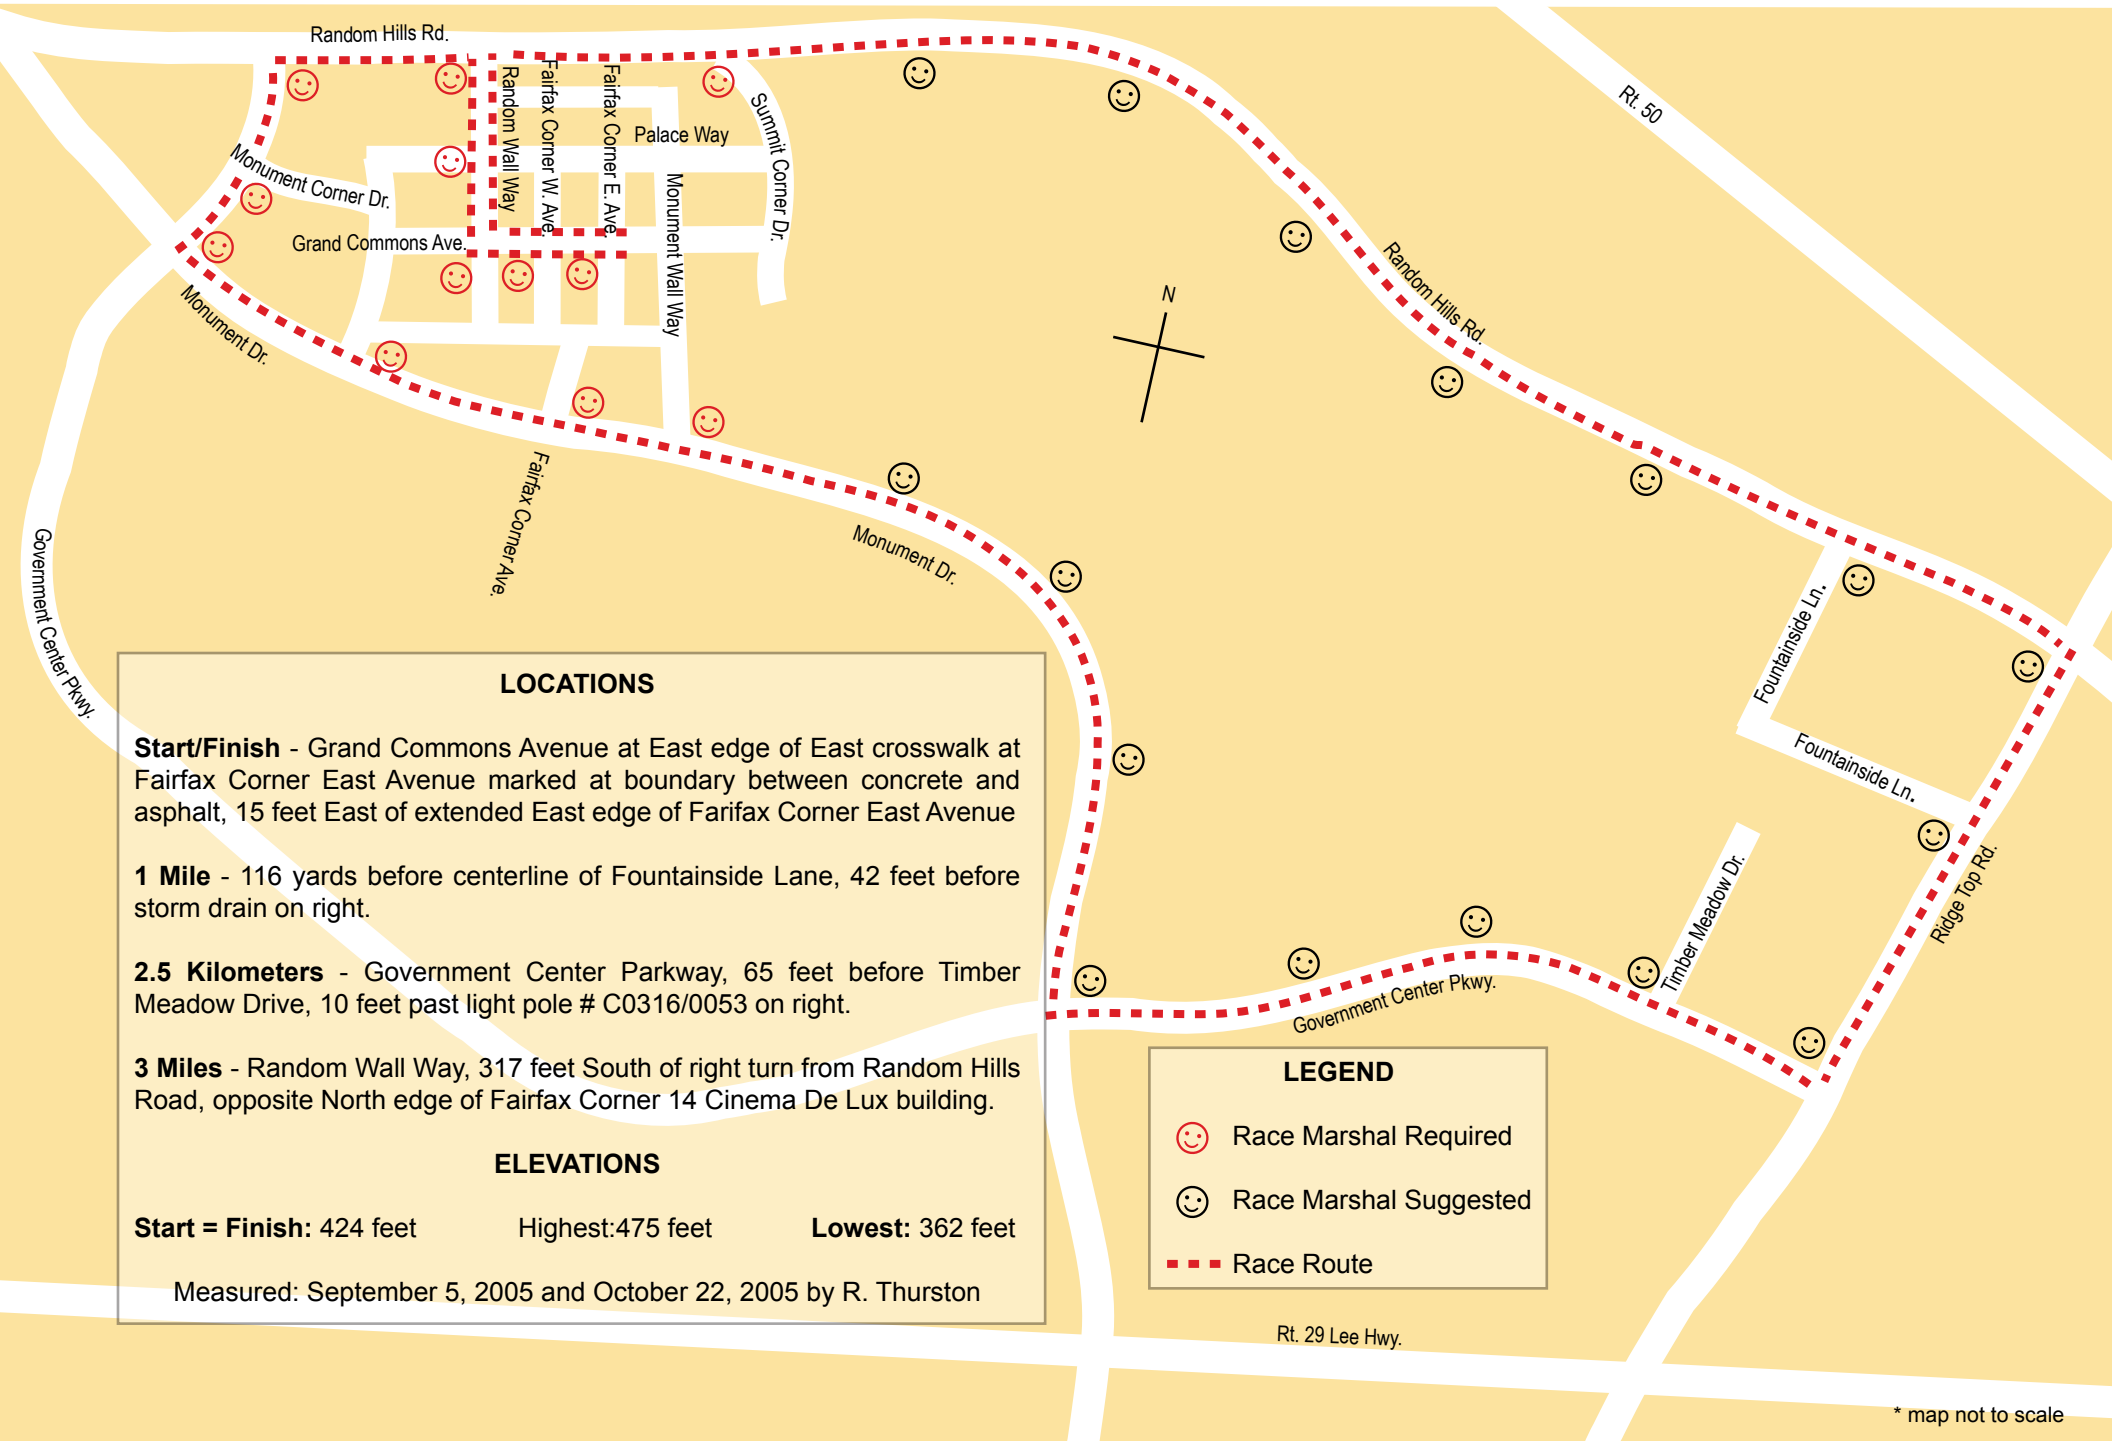 Random Hills Rd.
Rt. 50
Random Wall Way
Fairfax Corner W. Ave.
Fairfax Corner E. Ave.
Summit Corner Dr.
Palace Way
Monument Corner Dr.
Monument Wall Way
Grand Commons Ave.
Monument Dr.
N
Random Hills Rd.
Fairfax Corner Ave.
Monument Dr.
Government Center Pkwy.
Fountainside Ln.
Fountainside Ln.
Timber Meadow Dr.
Ridge Top Rd.
Government Center Pkwy.
LOCATIONS
Start/Finish - Grand Commons Avenue at East edge of East crosswalk at
Fairfax Corner East Avenue marked at boundary between concrete and
asphalt, 15 feet East of extended East edge of Farifax Corner East Avenue
1 Mile - 116 yards before centerline of Fountainside Lane, 42 feet before
storm drain on right.
2.5 Kilometers - Government Center Parkway, 65 feet before Timber
Meadow Drive, 10 feet past light pole # C0316/0053 on right.
3 Miles - Random Wall Way, 317 feet South of right turn from Random Hills
Road, opposite North edge of Fairfax Corner 14 Cinema De Lux building.
ELEVATIONS
Start = Finish: 424 feet Highest:475 feet Lowest: 362 feet
Measured: September 5, 2005 and October 22, 2005 by R. Thurston
LEGEND
Race Marshal Required
Race Marshal Suggested
Race Route
Rt. 29 Lee Hwy.
* map not to scale